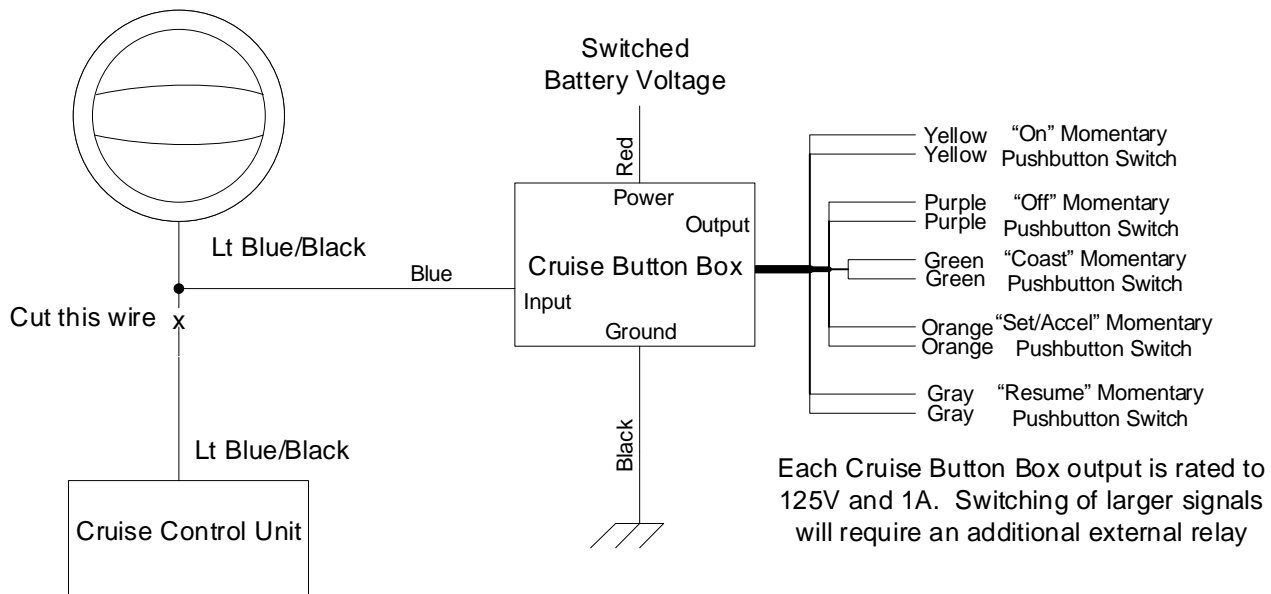 Switched
Battery Voltage
Red
Power
Output
Cruise Button Box
Input
Ground
Black
Lt Blue/Black
Blue
Cut this wire x
Lt Blue/Black
Cruise Control Unit
Yellow “On” Momentary
Yellow Pushbutton Switch
Purple “Off” Momentary
Purple Pushbutton Switch
Green “Coast” Momentary
Green Pushbutton Switch
Orange “Set/Accel” Momentary
Orange Pushbutton Switch
Gray “Resume” Momentary
Gray Pushbutton Switch
Each Cruise Button Box output is rated to
125V and 1A. Switching of larger signals
will require an additional external relay